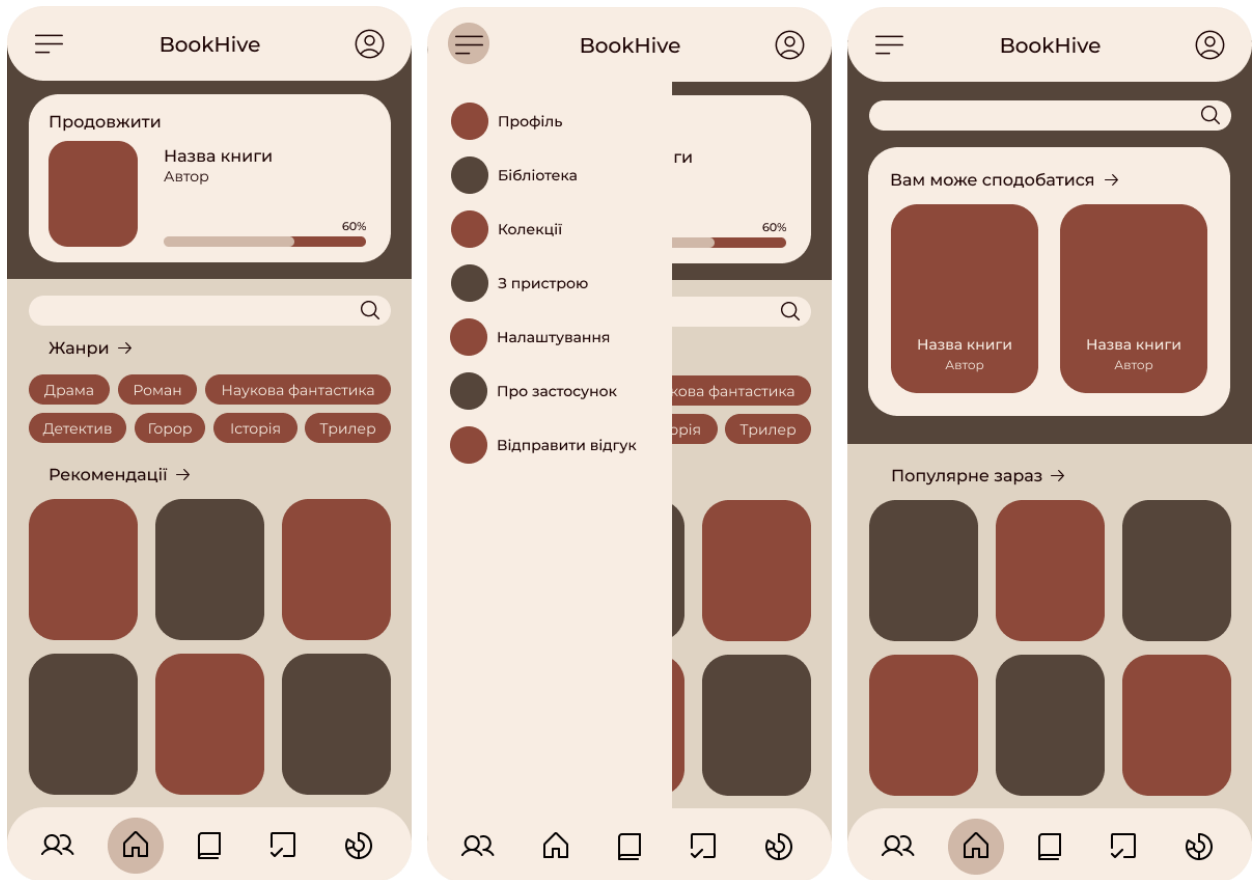 BookHive
Продовжити
Назва книги
Автор
60%
Жанри →
Драма
Роман
Наукова фантастика
Детектив
Горор
Історія
Трилер
Рекомендації →
BookHive
Профіль
Бібліотека
Колекції
З пристрою
Налаштування
Про застосунок
Відправити відгук
ги
60%
кова фантастика
орія
Трилер
BookHive
Вам може сподобатися →
Назва книги
Автор
Назва книги
Автор
Популярне зараз →